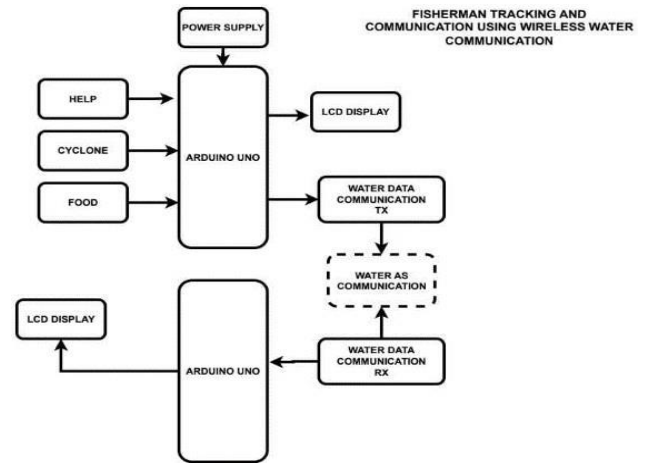 POWER SUPPLY
FISHERMAN TRACKING AND
COMMUNICATION USING WIRELESS WATER
COMMUNICATION
HELP
LCD DISPLAY
CYCLONE
ARDUINO UNO
FOOD
WATER DATA
COMMUNICATION
TX
WATER AS
COMMUNICATION
LCD DISPLAY
ARDUINO UNO
WATER DATA
COMMUNICATION
RX